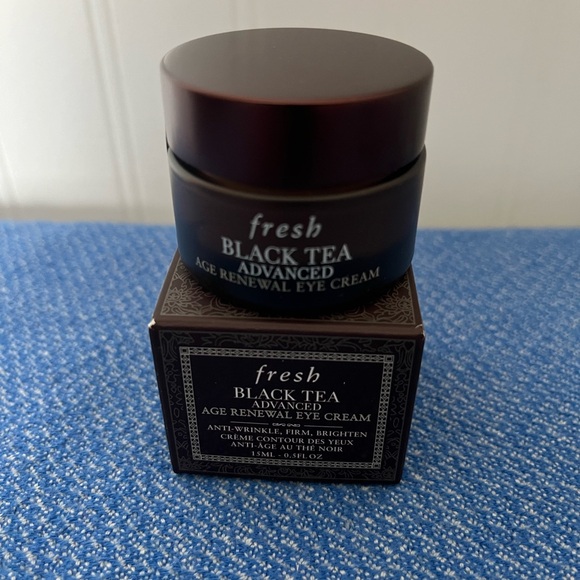 fresh
BLACK TEA
ADVANCED
AGE RENEWAL EYE CREAM
fresh
BLACK TEA
ADVANCED
AGE RENEWAL EYE CREAM
ANTI-WRINKLE, FIRM, BRIGHTEN
CRÈME CONTOUR DES YEUX
ANTI-ÂGE AU THÉ NOIR
15ML - 0.5FL OZ